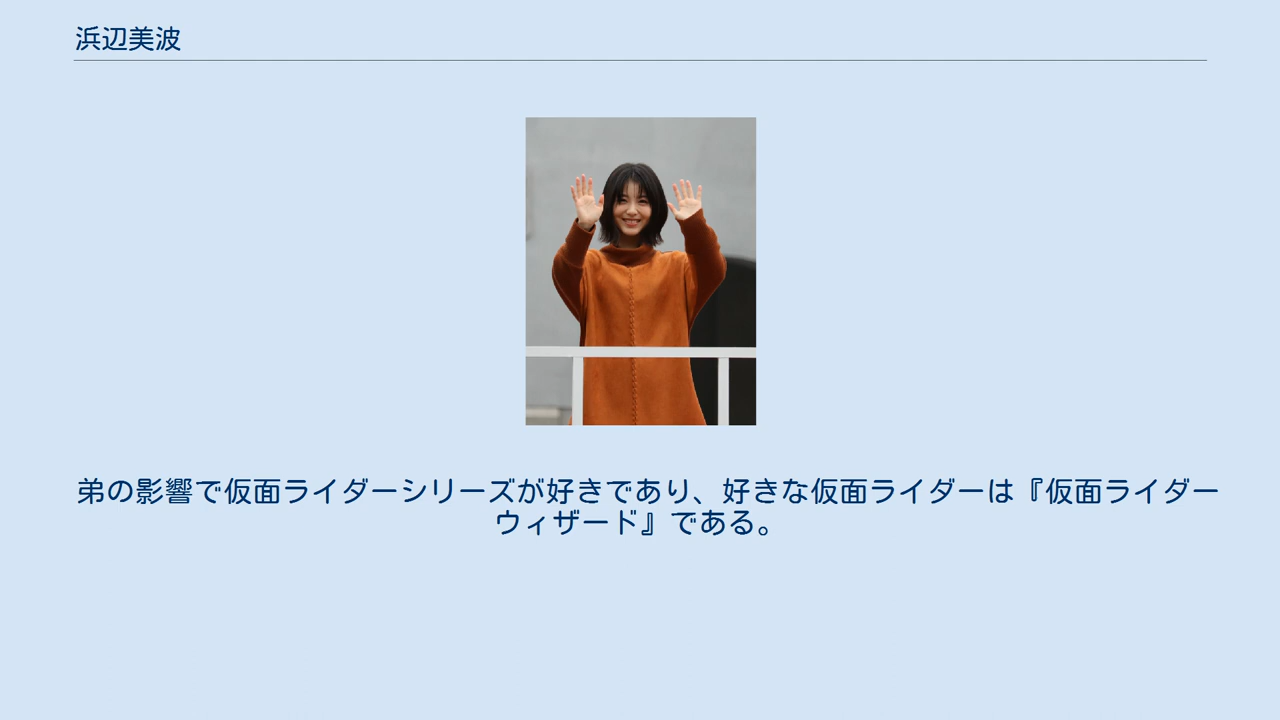 浜辺美波
弟の影響で仮面ライダーシリーズが好きであり、好きな仮面ライダーは『仮面ライダー
ウィザード』である。